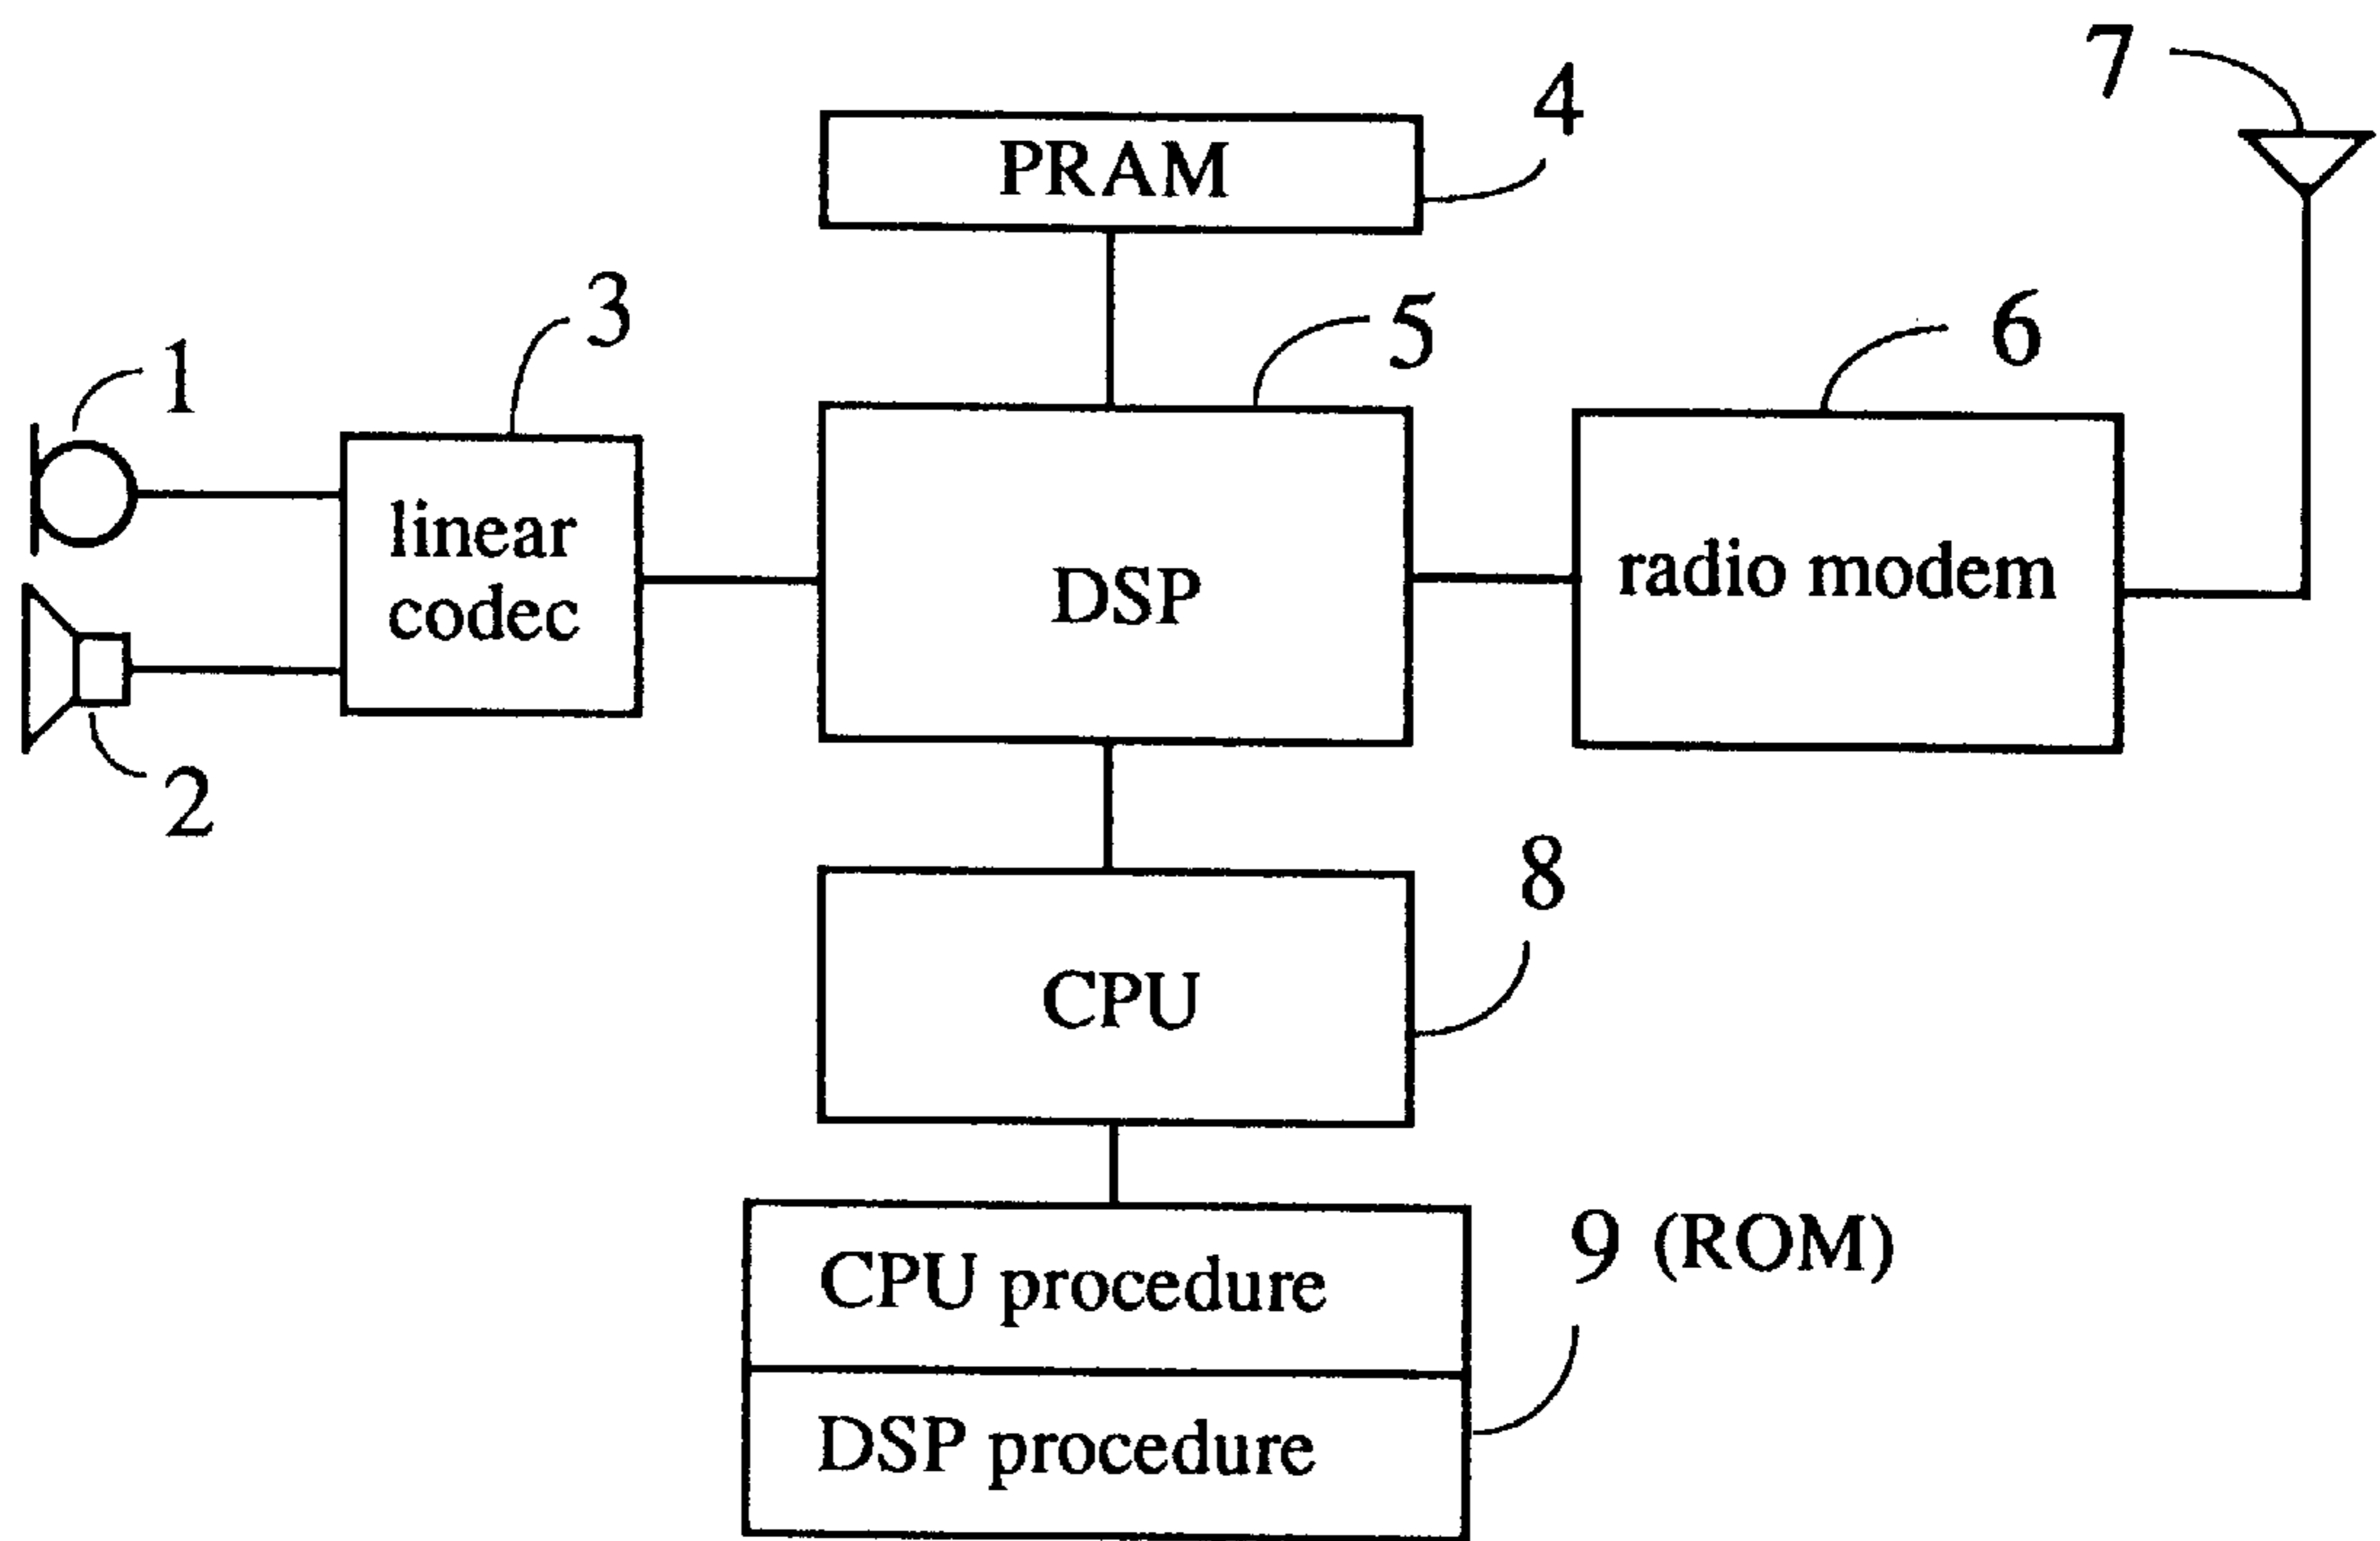 7
4
PRAM
3
5
6
1
linear
codec
DSP
radio modem
2
8
CPU
9 (ROM)
CPU procedure
DSP procedure